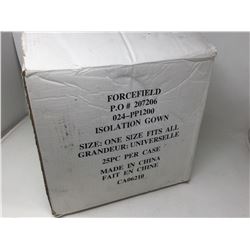 FORCEFIELD
P.O # 207206
024-PP1200
ISOLATION GOWN
SIZE: ONE SIZE FITS ALL
GRANDEUR: UNIVERSELLE
25PC PER CASE
MADE IN CHINA
FAIT EN CHINE
CA06210